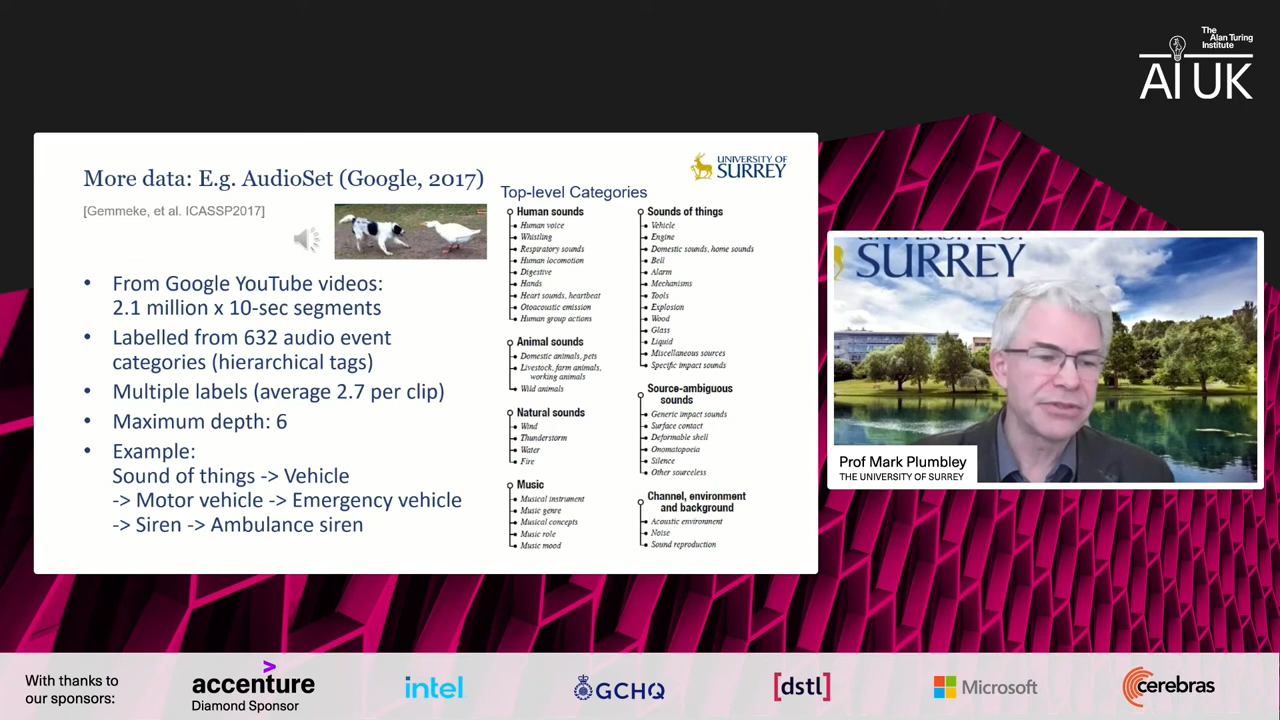 The
Alan Turing
Institute
AI UK
UNIVERSITY OF
SURREY
More data: E.g. AudioSet (Google, 2017)
[Gemmeke, et al. ICASSP2017]
• From Google YouTube videos:
2.1 million x 10-sec segments
• Labelled from 632 audio event
categories (hierarchical tags)
• Multiple labels (average 2.7 per clip)
• Maximum depth: 6
• Example:
Sound of things -> Vehicle
-> Motor vehicle -> Emergency vehicle
-> Siren -> Ambulance siren
Top-level Categories
Human sounds
Human voice
Whistling
Respiratory sounds
Human locomotion
Digestive
Hands
Heart sounds, heartbeat
Otoacoustic emission
Human group actions
Animal sounds
Domestic animals, pets
Livestock, farm animals,
working animals
Wild animals
Natural sounds
Wind
Thunderstorm
Water
Fire
Music
Musical instrument
Music genre
Musical concepts
Music role
Music mood
Sounds of things
Vehicle
Engine
Domestic sounds, home sounds
Bell
Alarm
Mechanisms
Tools
Explosion
Wood
Glass
Liquid
Miscellaneous sources
Specific impact sounds
Source-ambiguous
sounds
Generic impact sounds
Surface contact
Deformable shell
Onomatopoeia
Silence
Other sourceless
Channel, environment
and background
Acoustic environment
Noise
Sound reproduction
UNIVERSITY OF
SURREY
Prof Mark Plumbley
THE UNIVERSITY OF SURREY
With thanks to
our sponsors:
accenture
Diamond Sponsor
intel
GCHQ
[dstl]
Microsoft
cerebras